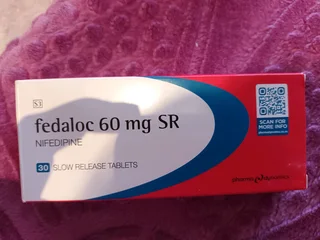 S3
fedaloc 60 mg SR
NIFEDIPINE
30 SLOW RELEASE TABLETS
SCAN FOR
MORE INFO